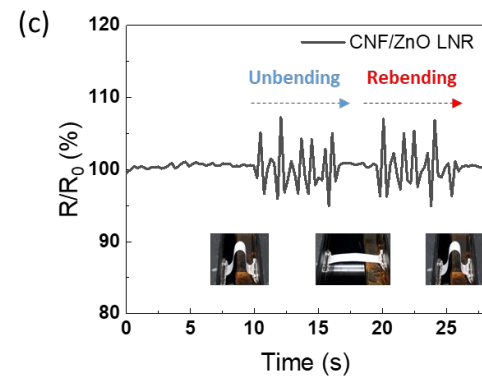 (c)
CNF/ZnO LNR
Unbending
Rebending
R/R₀ (%)
120
110
100
90
80
0
5
10
15
20
25
Time (s)